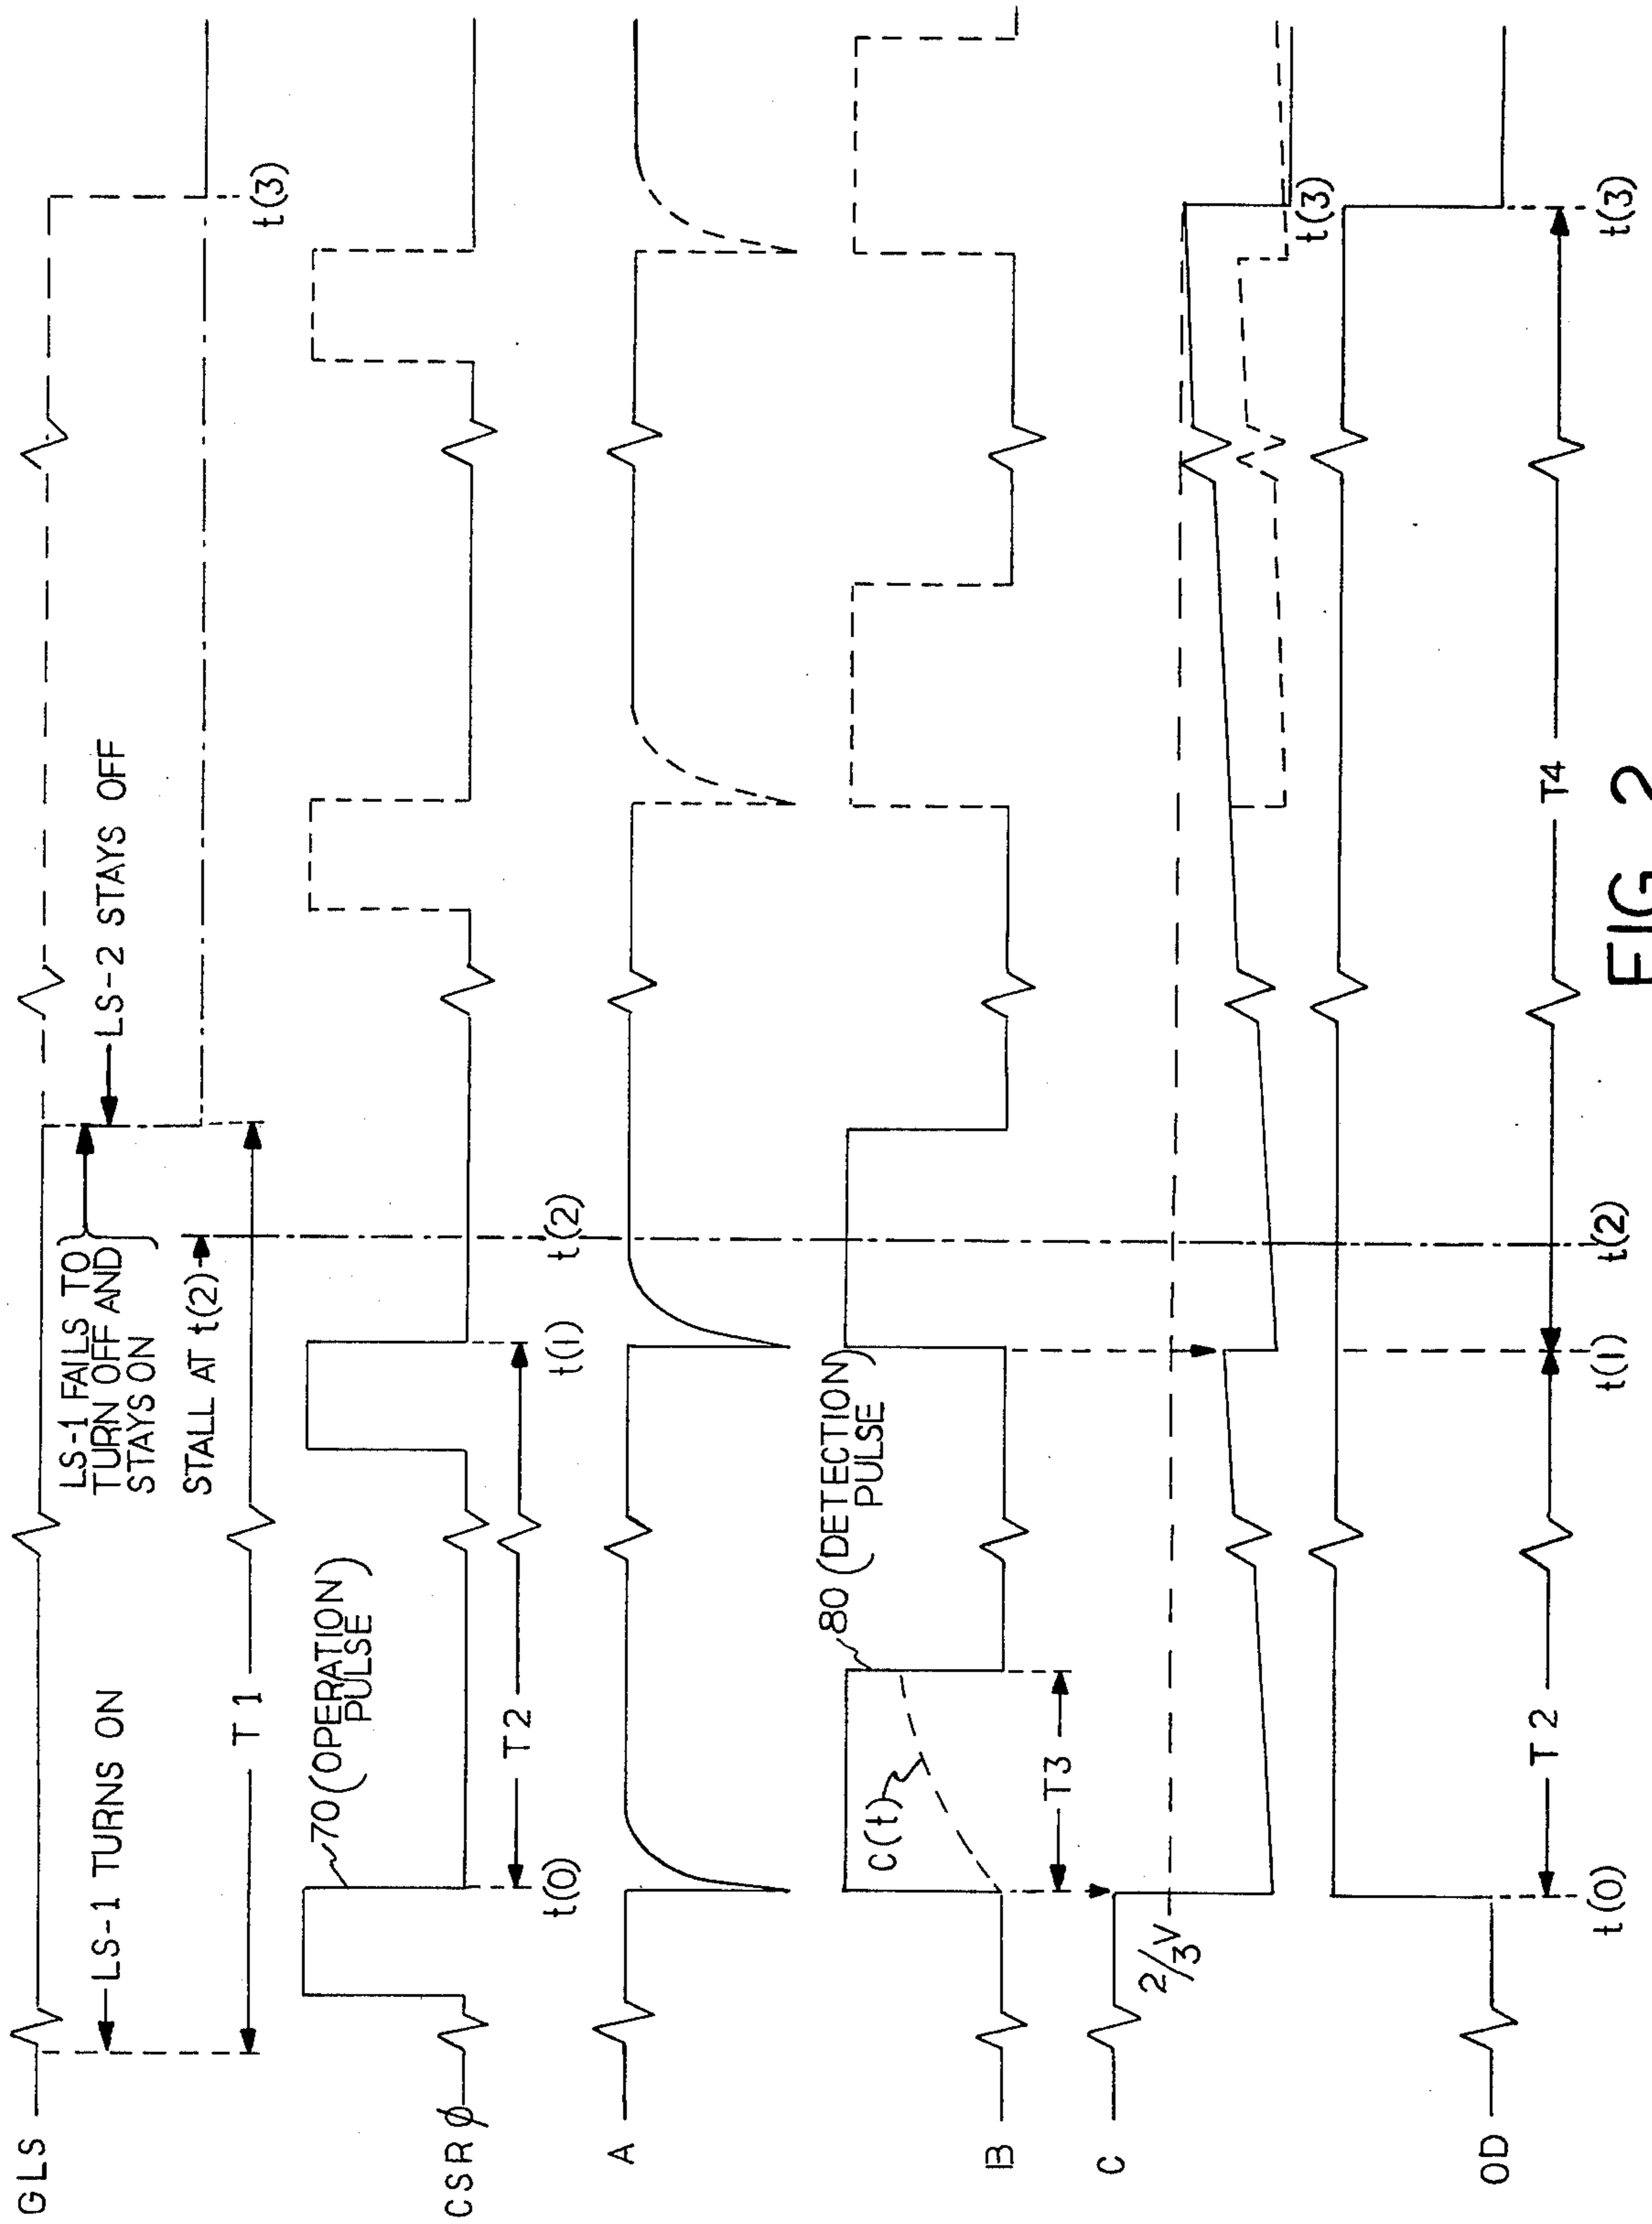 GLS
LS-1 TURNS ON
T1
LS-1 FAILS TO
TURN OFF AND
STAYS ON
STALL AT t(2)
LS-2 STAYS OFF
t(3)
CSRØ
70 (OPERATION
PULSE)
T2
t(0)
t(1)
t(2)
A
B
C(t)
T3
80 (DETECTION
PULSE)
C
2/3 V
t(3)
OD
T2
T4
t(0)
t(1)
t(2)
t(3)
FIG. 2